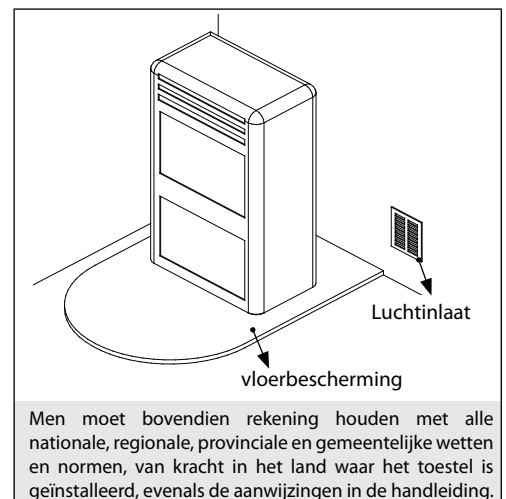 Luchtinlaat
vloerbescherming
Men moet bovendien rekening houden met alle
nationale, regionale, provinciale en gemeentelijke wetten
en normen, van kracht in het land waar het toestel is
geïnstalleerd, evenals de aanwijzingen in de handleiding.